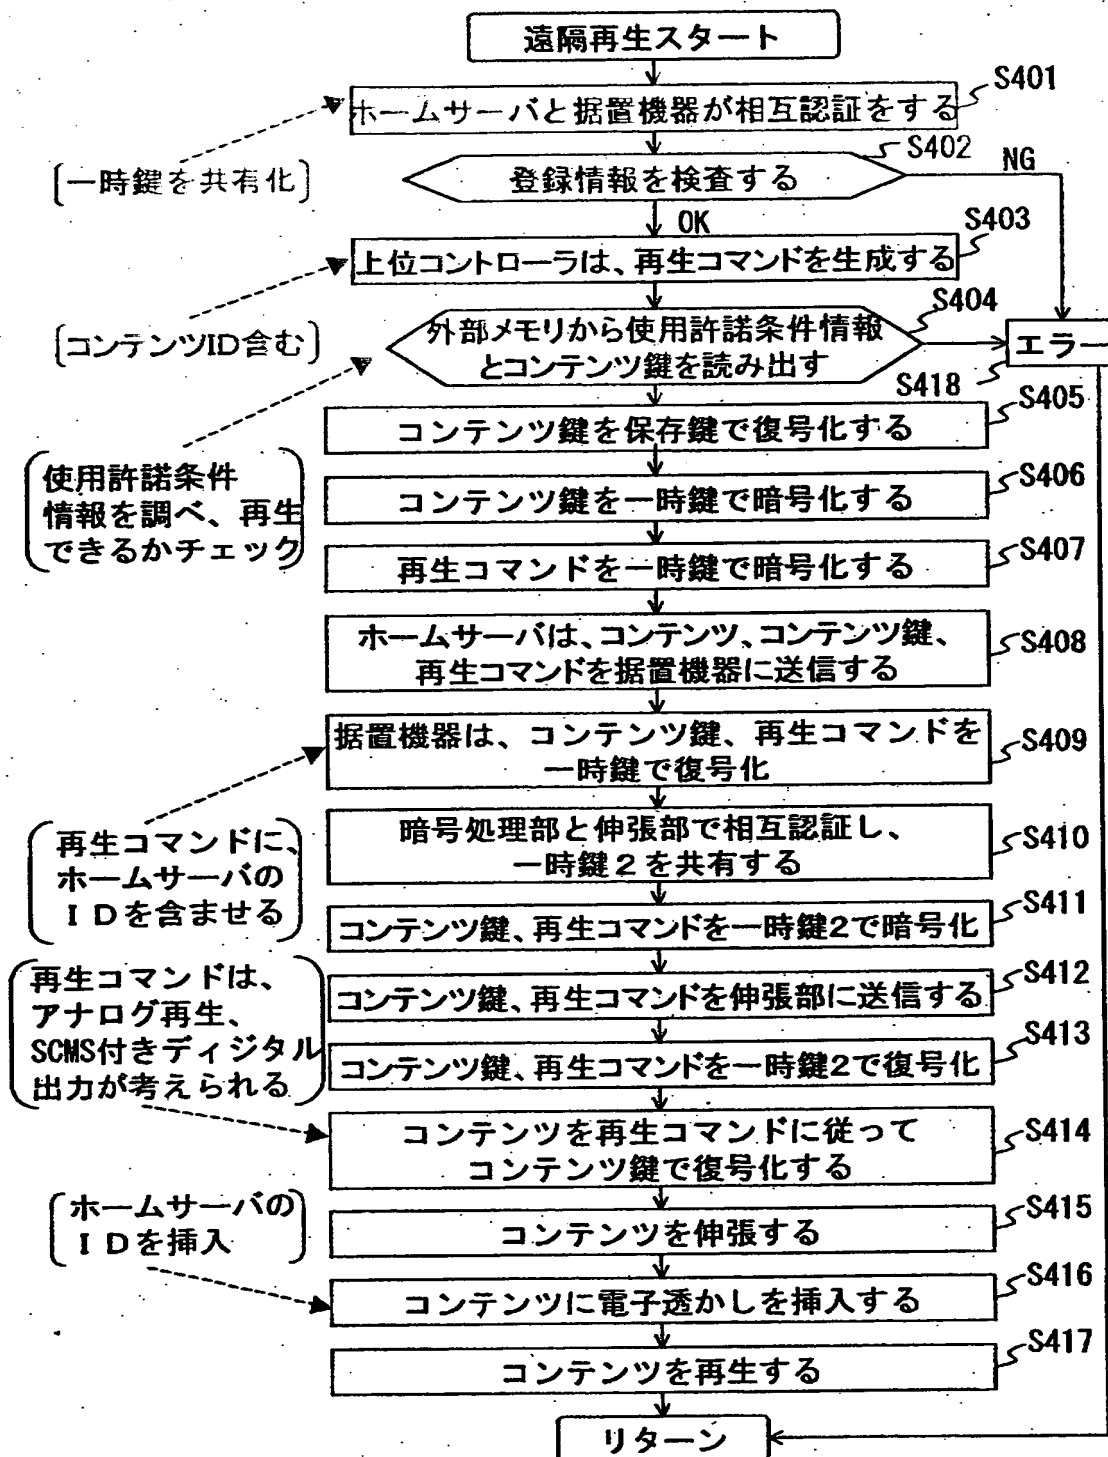 遠隔再生スタート
S401
ホームサーバと据置機器が相互認証をする
一時鍵を共有化
S402
登録情報を検査する
NG
OK
S403
上位コントローラは、再生コマンドを生成する
コンテンツID含む
S404
外部メモリから使用許諾条件情報
とコンテンツ鍵を読み出す
エラー
S418
S405
コンテンツ鍵を保存鍵で復号化する
使用許諾条件
情報を調べ、再生
できるかチェック
S406
コンテンツ鍵を一時鍵で暗号化する
S407
再生コマンドを一時鍵で暗号化する
S408
ホームサーバは、コンテンツ、コンテンツ鍵、
再生コマンドを据置機器に送信する
S409
据置機器は、コンテンツ鍵、再生コマンドを
一時鍵で復号化
再生コマンドに、
ホームサーバの
IDを含ませる
S410
暗号処理部と伸張部で相互認証し、
一時鍵2を共有する
S411
コンテンツ鍵、再生コマンドを一時鍵2で暗号化
再生コマンドは、
アナログ再生、
SCMS付きディジタル
出力が考えられる
S412
コンテンツ鍵、再生コマンドを伸張部に送信する
S413
コンテンツ鍵、再生コマンドを一時鍵2で復号化
S414
コンテンツを再生コマンドに従って
コンテンツ鍵で復号化する
ホームサーバの
IDを挿入
S415
コンテンツを伸張する
S416
コンテンツに電子透かしを挿入する
S417
コンテンツを再生する
リターン